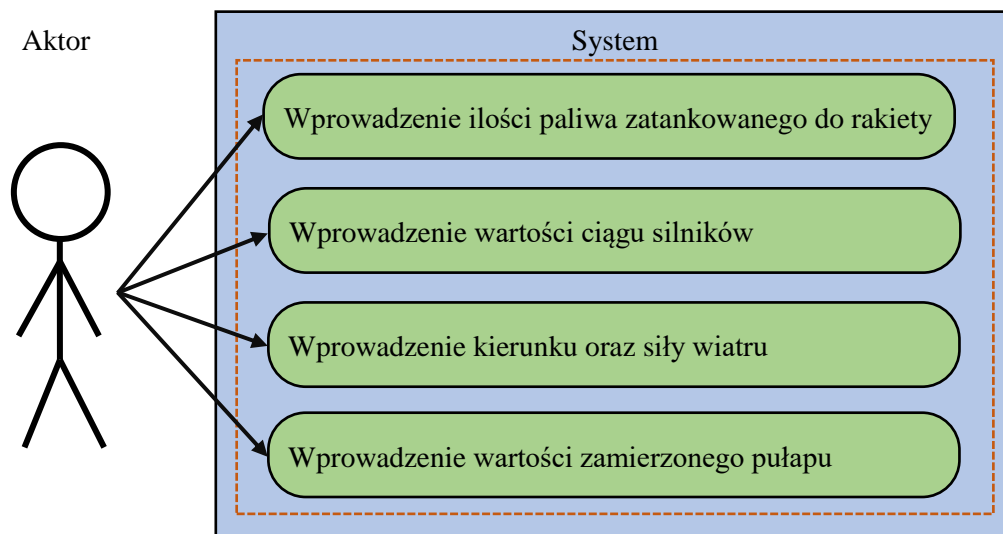 Aktor
System
Wprowadzenie ilości paliwa zatankowanego do rakiety
Wprowadzenie wartości ciągu silników
Wprowadzenie kierunku oraz siły wiatru
Wprowadzenie wartości zamierzonego pułapu